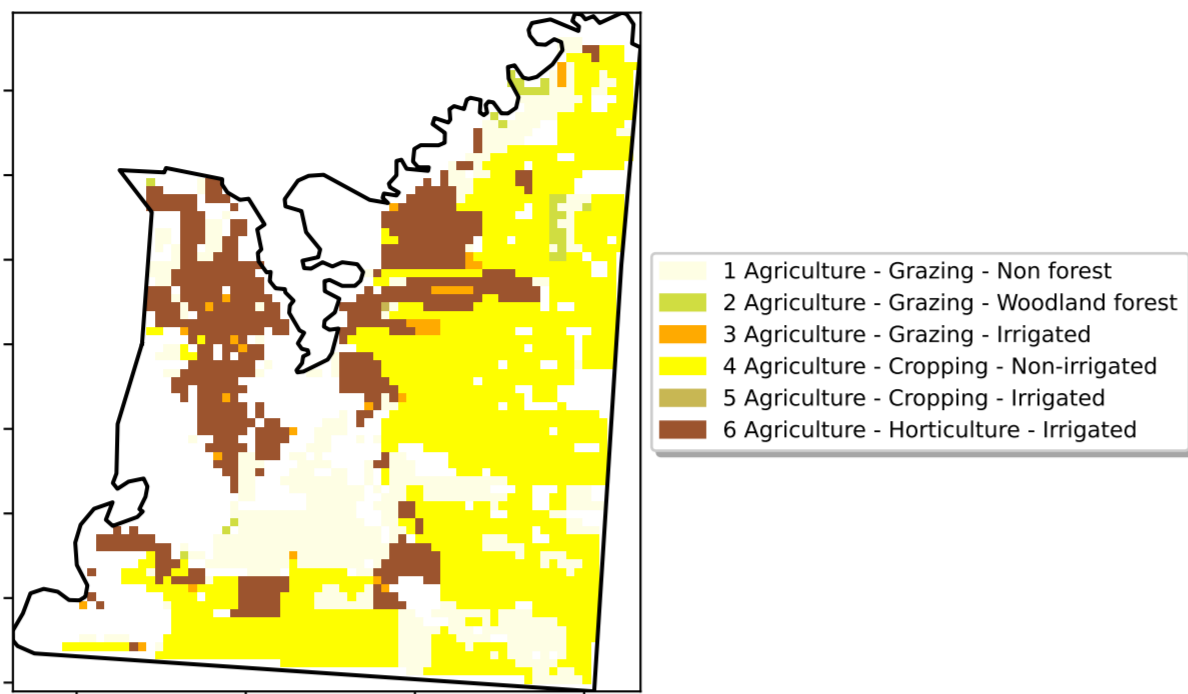 1 Agriculture - Grazing - Non forest
2 Agriculture - Grazing - Woodland forest
3 Agriculture - Grazing - Irrigated
4 Agriculture - Cropping - Non-irrigated
5 Agriculture - Cropping - Irrigated
6 Agriculture - Horticulture - Irrigated